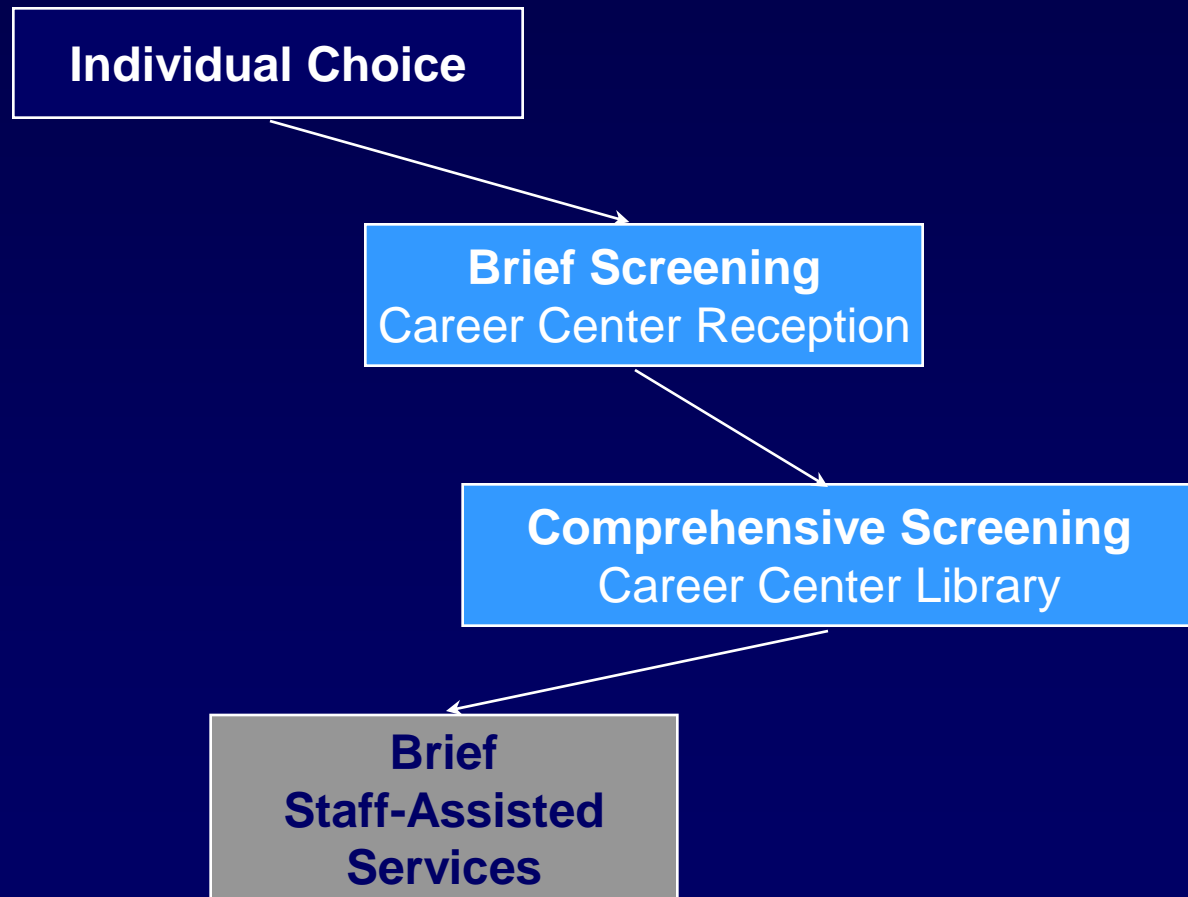 Individual Choice
Brief Screening
Career Center Reception
Comprehensive Screening
Career Center Library
Brief
Staff-Assisted
Services